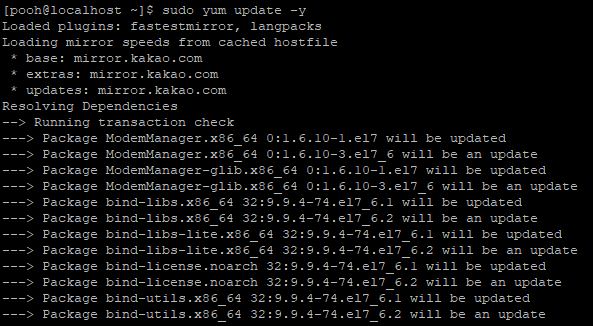 [pooh@localhost ~]$ sudo yum update -y
Loaded plugins: fastestmirror, langpacks
Loading mirror speeds from cached hostfile
 * base: mirror.kakao.com
 * extras: mirror.kakao.com
 * updates: mirror.kakao.com
Resolving Dependencies
--> Running transaction check
---> Package ModemManager.x86_64 0:1.6.10-1.el7 will be updated
---> Package ModemManager.x86_64 0:1.6.10-3.el7_6 will be an update
---> Package ModemManager-glib.x86_64 0:1.6.10-1.el7 will be updated
---> Package ModemManager-glib.x86_64 0:1.6.10-3.el7_6 will be an update
---> Package bind-libs.x86_64 32:9.9.4-74.el7_6.1 will be updated
---> Package bind-libs.x86_64 32:9.9.4-74.el7_6.2 will be an update
---> Package bind-libs-lite.x86_64 32:9.9.4-74.el7_6.1 will be updated
---> Package bind-libs-lite.x86_64 32:9.9.4-74.el7_6.2 will be an update
---> Package bind-license.noarch 32:9.9.4-74.el7_6.1 will be updated
---> Package bind-license.noarch 32:9.9.4-74.el7_6.2 will be an update
---> Package bind-utils.x86_64 32:9.9.4-74.el7_6.1 will be updated
---> Package bind-utils.x86_64 32:9.9.4-74.el7_6.2 will be an update